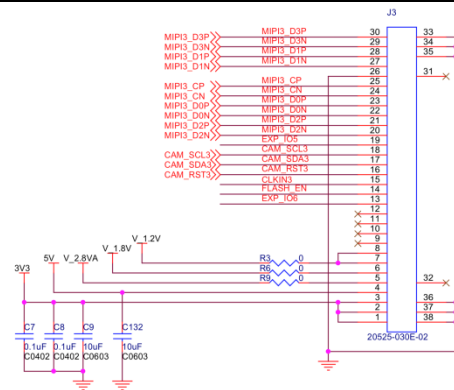 J3
MIPI3_D3P MIPI3_D3P 30 33
MIPI3_D3N MIPI3_D3N 29 34
MIPI3_D1P MIPI3_D1P 28 35
MIPI3_D1N MIPI3_D1N 27
26 31
MIPI3_CP MIPI3_CP 25
MIPI3_CN MIPI3_CN 24
MIPI3_D0P MIPI3_D0P 23
MIPI3_D0N MIPI3_D0N 22
MIPI3_D2P MIPI3_D2P 21
MIPI3_D2N MIPI3_D2N 20
EXP_IO5 19
CAM_SCL3 CAM_SCL3 18
CAM_SDA3 CAM_SDA3 17
CAM_RST3 CAM_RST3 16
CLKIN3 15
FLASH_EN 14
EXP_IO6 13
12
11
10
9
V_1.2V 8
V_1.8V R3 0 7
5V V_2.8VA R6 0 6
3V3 R9 0 5 32
4
3 36
2 37
1 38
20525-030E-02
C7 C8 C9 C132
0.1uF 0.1uF 10uF 10uF
C0402 C0402 C0603 C0603